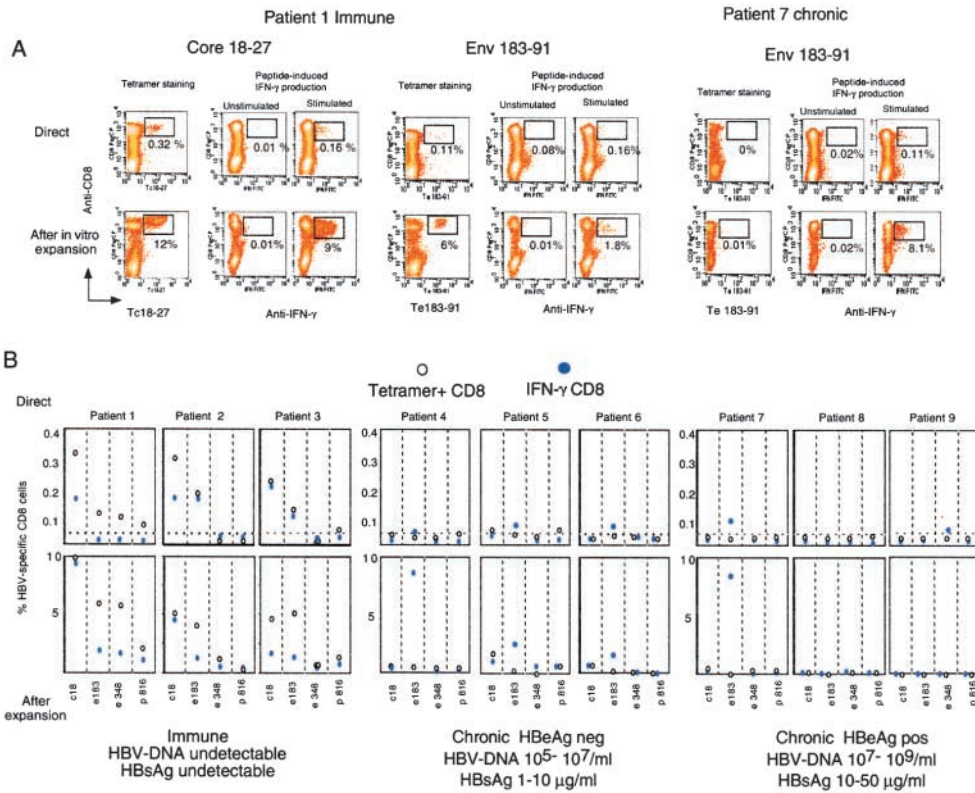 Patient 1 Immune
Patient 7 chronic
A
Core 18-27
Env 183-91
Env 183-91
Tetramer staining
Peptide-induced
IFN-γ production
Unstimulated
Stimulated
Tetramer staining
Peptide-induced
IFN-γ production
Unstimulated
Stimulated
Tetramer staining
Peptide-induced
IFN-γ production
Unstimulated
Stimulated
Direct
0.32 %
0.01 %
0.16 %
0.11%
0.08%
0.16%
0%
0.02%
0.11%
Anti-CD8
After in vitro
expansion
12%
0.01%
9%
6%
0.01%
1.8%
0.01%
0.02%
8.1%
Tc18-27
Anti-IFN-γ
Te183-91
Anti-IFN-γ
Te 183-91
Anti-IFN-γ
B
Tetramer+ CD8
IFN-γ CD8
Direct
Patient 1
Patient 2
Patient 3
Patient 4
Patient 5
Patient 6
Patient 7
Patient 8
Patient 9
% HBV-specific CD8 cells
0.4
0.3
0.2
0.1
10
5
0.4
0.3
0.2
0.1
10
5
0.4
0.3
0.2
0.1
10
5
After
expansion
c18 e183 e 348 p 816
c18 e183 e 348 p 816
c18 e183 e 348 p 816
c18 e183 e 348 p 816
c18 e183 e 348 p 816
c18 e183 e 348 p 816
c18 e183 e 348 p 816
c18 e183 e 348 p 816
c18 e183 e 348 p 816
Immune
HBV-DNA undetectable
HBsAg undetectable
Chronic HBeAg neg
HBV-DNA 10⁵- 10⁷/ml
HBsAg 1-10 µg/ml
Chronic HBeAg pos
HBV-DNA 10⁷- 10⁹/ml
HBsAg 10-50 µg/ml